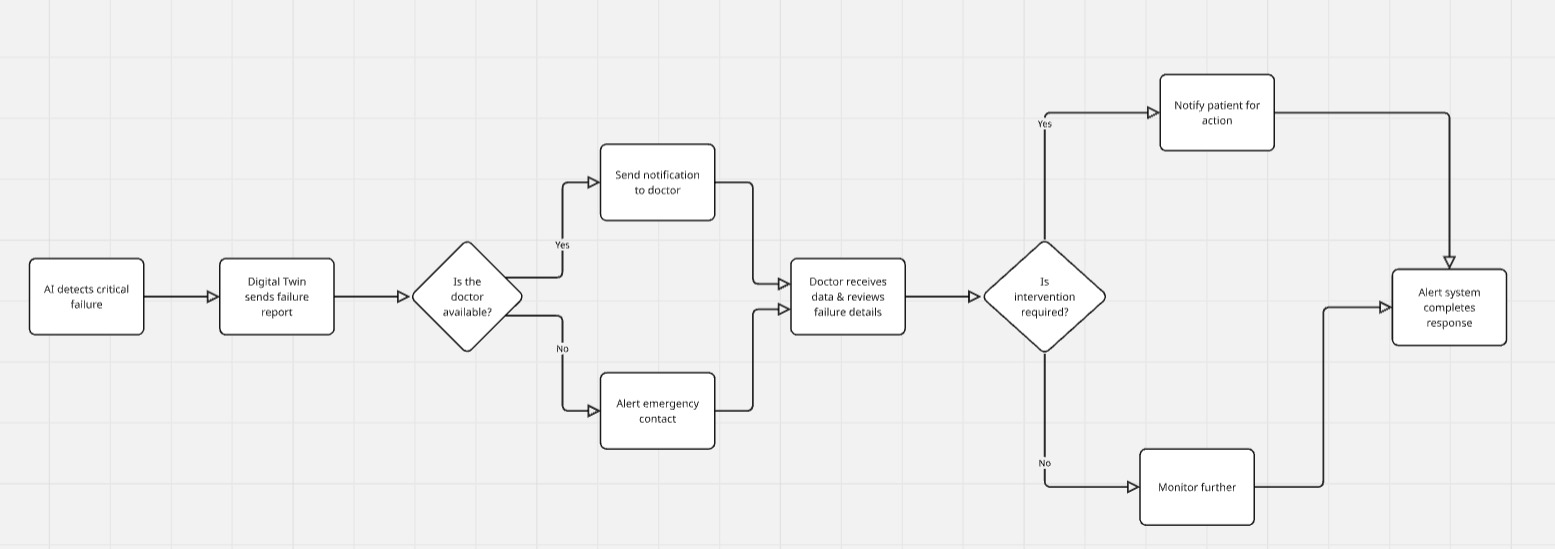 AI detects critical
failure
Digital Twin
sends failure
report
Is the
doctor
available?
Yes
Send notification
to doctor
No
Alert emergency
contact
Doctor receives
data & reviews
failure details
Is
intervention
required?
Yes
Notify patient for
action
No
Monitor further
Alert system
completes
response